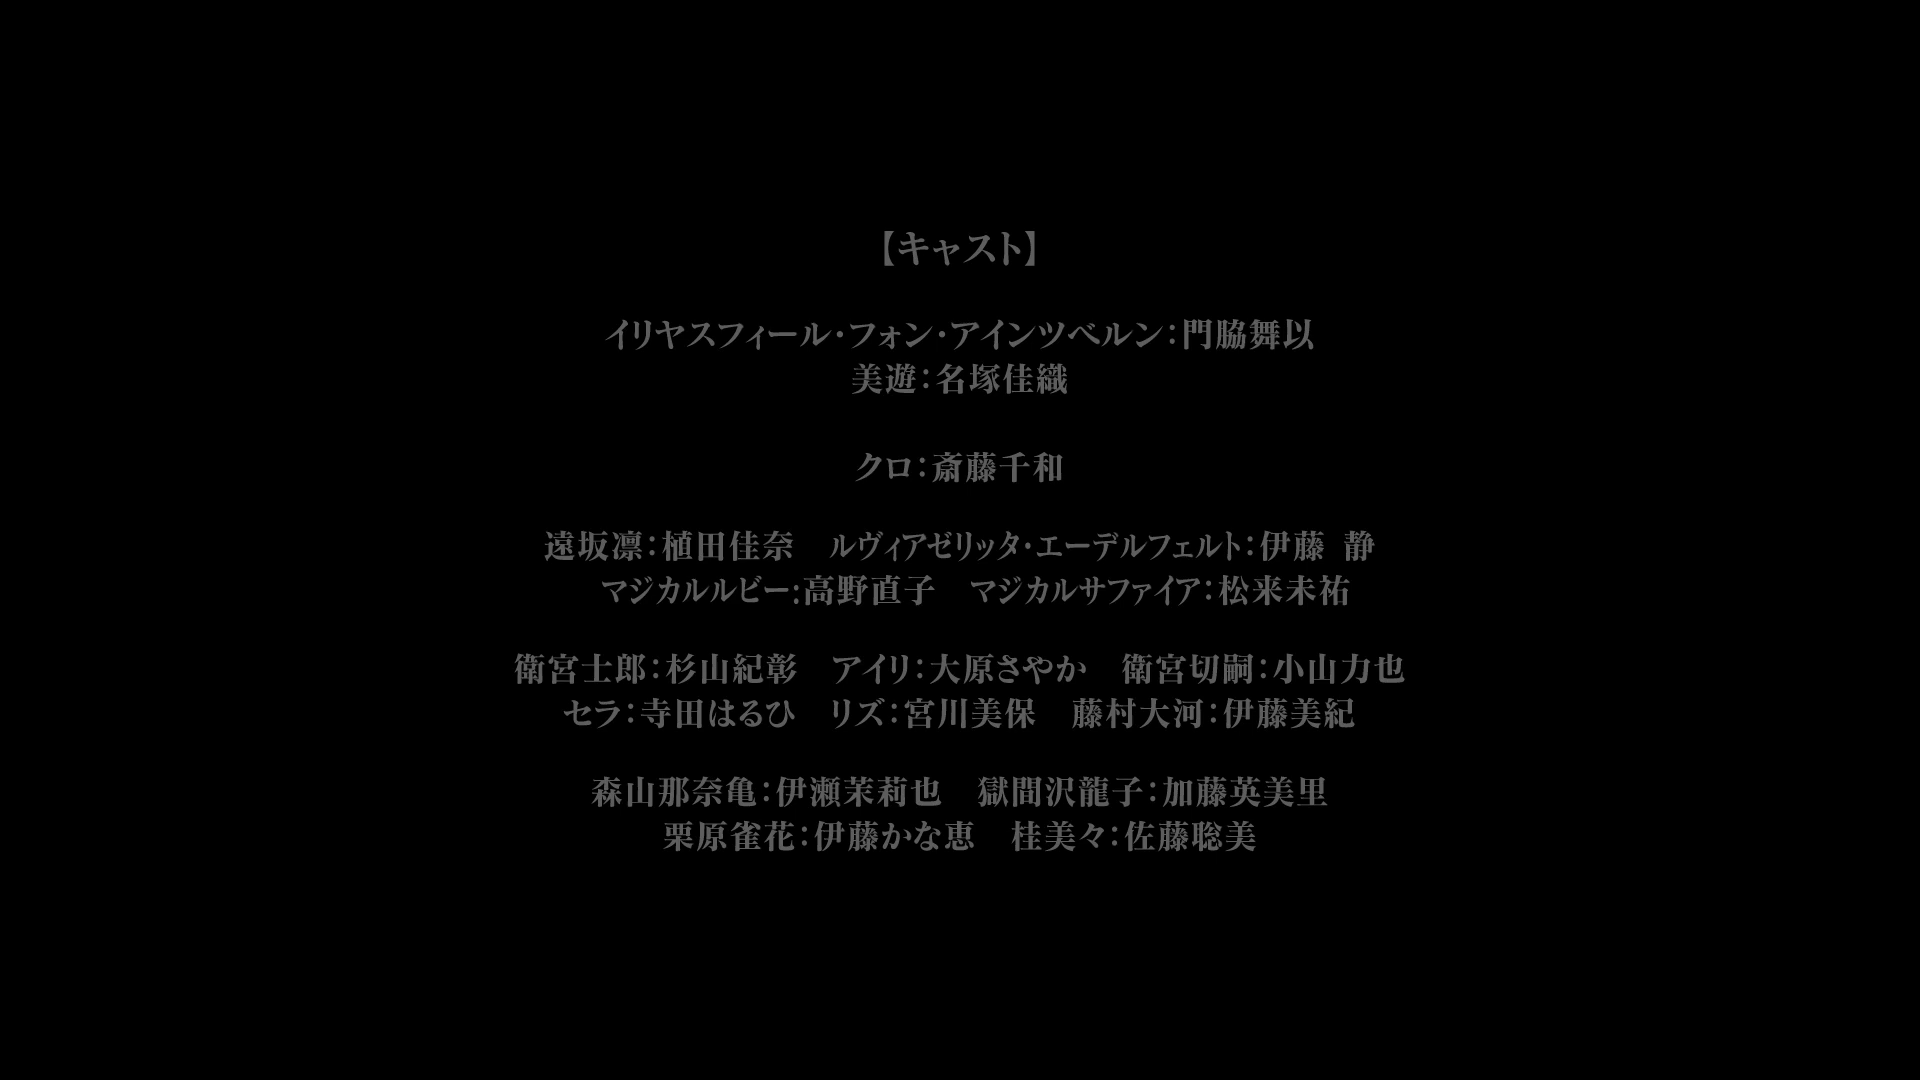 【キャスト】
イリヤスフィール・フォン・アインツベルン：門脇舞以
美遊：名塚佳織
クロ：斎藤千和
遠坂凛：植田佳奈　ルヴィアゼリッタ・エーデルフェルト：伊藤 静
マジカルルビー：高野直子　マジカルサファイア：松来未祐
衛宮士郎：杉山紀彰　アイリ：大原さやか　衛宮切嗣：小山力也
セラ：寺田はるひ　リズ：宮川美保　藤村大河：伊藤美紀
森山那奈亀：伊瀬茉莉也　嶽間沢龍子：加藤英美里
栗原雀花：伊藤かな恵　桂美々：佐藤聡美